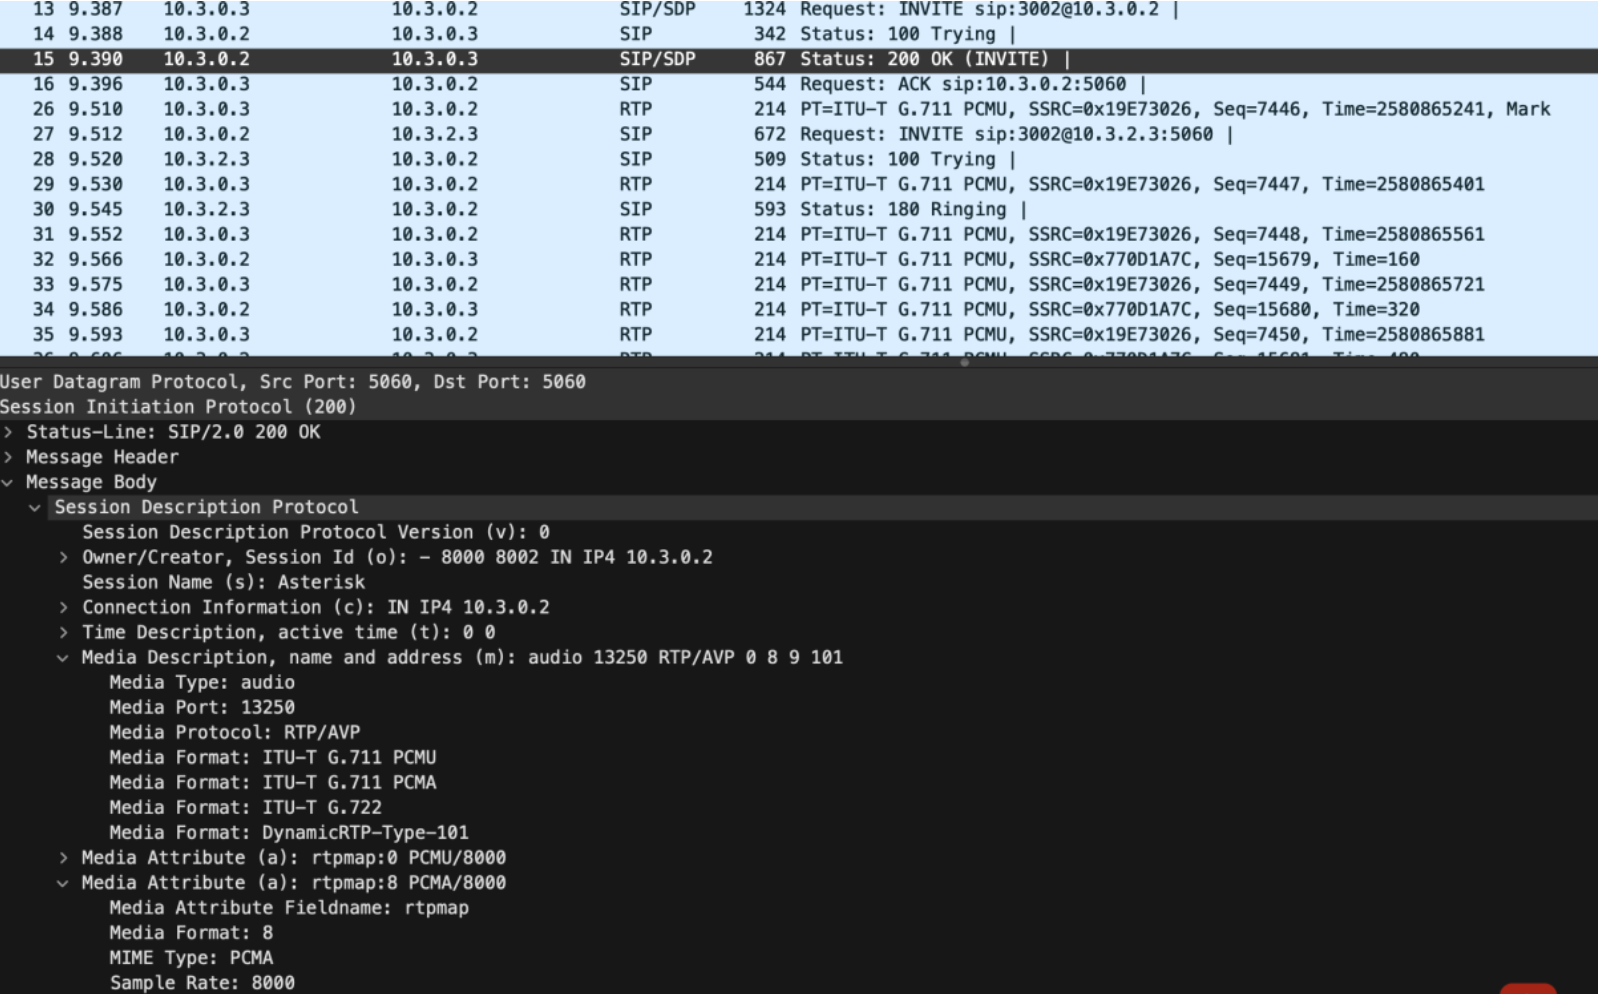 13 9.387 10.3.0.3 10.3.0.2 SIP/SDP 1324 Request: INVITE sip:3002@10.3.0.2 |
14 9.388 10.3.0.2 10.3.0.3 SIP 342 Status: 100 Trying |
15 9.390 10.3.0.2 10.3.0.3 SIP/SDP 867 Status: 200 OK (INVITE) |
16 9.396 10.3.0.3 10.3.0.2 SIP 544 Request: ACK sip:10.3.0.2:5060 |
26 9.510 10.3.0.3 10.3.0.2 RTP 214 PT=ITU-T G.711 PCMU, SSRC=0x19E73026, Seq=7446, Time=2580865241, Mark
27 9.512 10.3.0.2 10.3.2.3 SIP 672 Request: INVITE sip:3002@10.3.2.3:5060 |
28 9.520 10.3.2.3 10.3.0.2 SIP 509 Status: 100 Trying |
29 9.530 10.3.0.3 10.3.0.2 RTP 214 PT=ITU-T G.711 PCMU, SSRC=0x19E73026, Seq=7447, Time=2580865401
30 9.545 10.3.2.3 10.3.0.2 SIP 593 Status: 180 Ringing |
31 9.552 10.3.0.3 10.3.0.2 RTP 214 PT=ITU-T G.711 PCMU, SSRC=0x19E73026, Seq=7448, Time=2580865561
32 9.566 10.3.0.2 10.3.0.3 RTP 214 PT=ITU-T G.711 PCMU, SSRC=0x770D1A7C, Seq=15679, Time=160
33 9.575 10.3.0.3 10.3.0.2 RTP 214 PT=ITU-T G.711 PCMU, SSRC=0x19E73026, Seq=7449, Time=2580865721
34 9.586 10.3.0.2 10.3.0.3 RTP 214 PT=ITU-T G.711 PCMU, SSRC=0x770D1A7C, Seq=15680, Time=320
35 9.593 10.3.0.3 10.3.0.2 RTP 214 PT=ITU-T G.711 PCMU, SSRC=0x19E73026, Seq=7450, Time=2580865881
User Datagram Protocol, Src Port: 5060, Dst Port: 5060
Session Initiation Protocol (200)
Status-Line: SIP/2.0 200 OK
Message Header
Message Body
Session Description Protocol
Session Description Protocol Version (v): 0
Owner/Creator, Session Id (o): - 8000 8002 IN IP4 10.3.0.2
Session Name (s): Asterisk
Connection Information (c): IN IP4 10.3.0.2
Time Description, active time (t): 0 0
Media Description, name and address (m): audio 13250 RTP/AVP 0 8 9 101
Media Type: audio
Media Port: 13250
Media Protocol: RTP/AVP
Media Format: ITU-T G.711 PCMU
Media Format: ITU-T G.711 PCMA
Media Format: ITU-T G.722
Media Format: DynamicRTP-Type-101
Media Attribute (a): rtpmap:0 PCMU/8000
Media Attribute (a): rtpmap:8 PCMA/8000
Media Attribute Fieldname: rtpmap
Media Format: 8
MIME Type: PCMA
Sample Rate: 8000